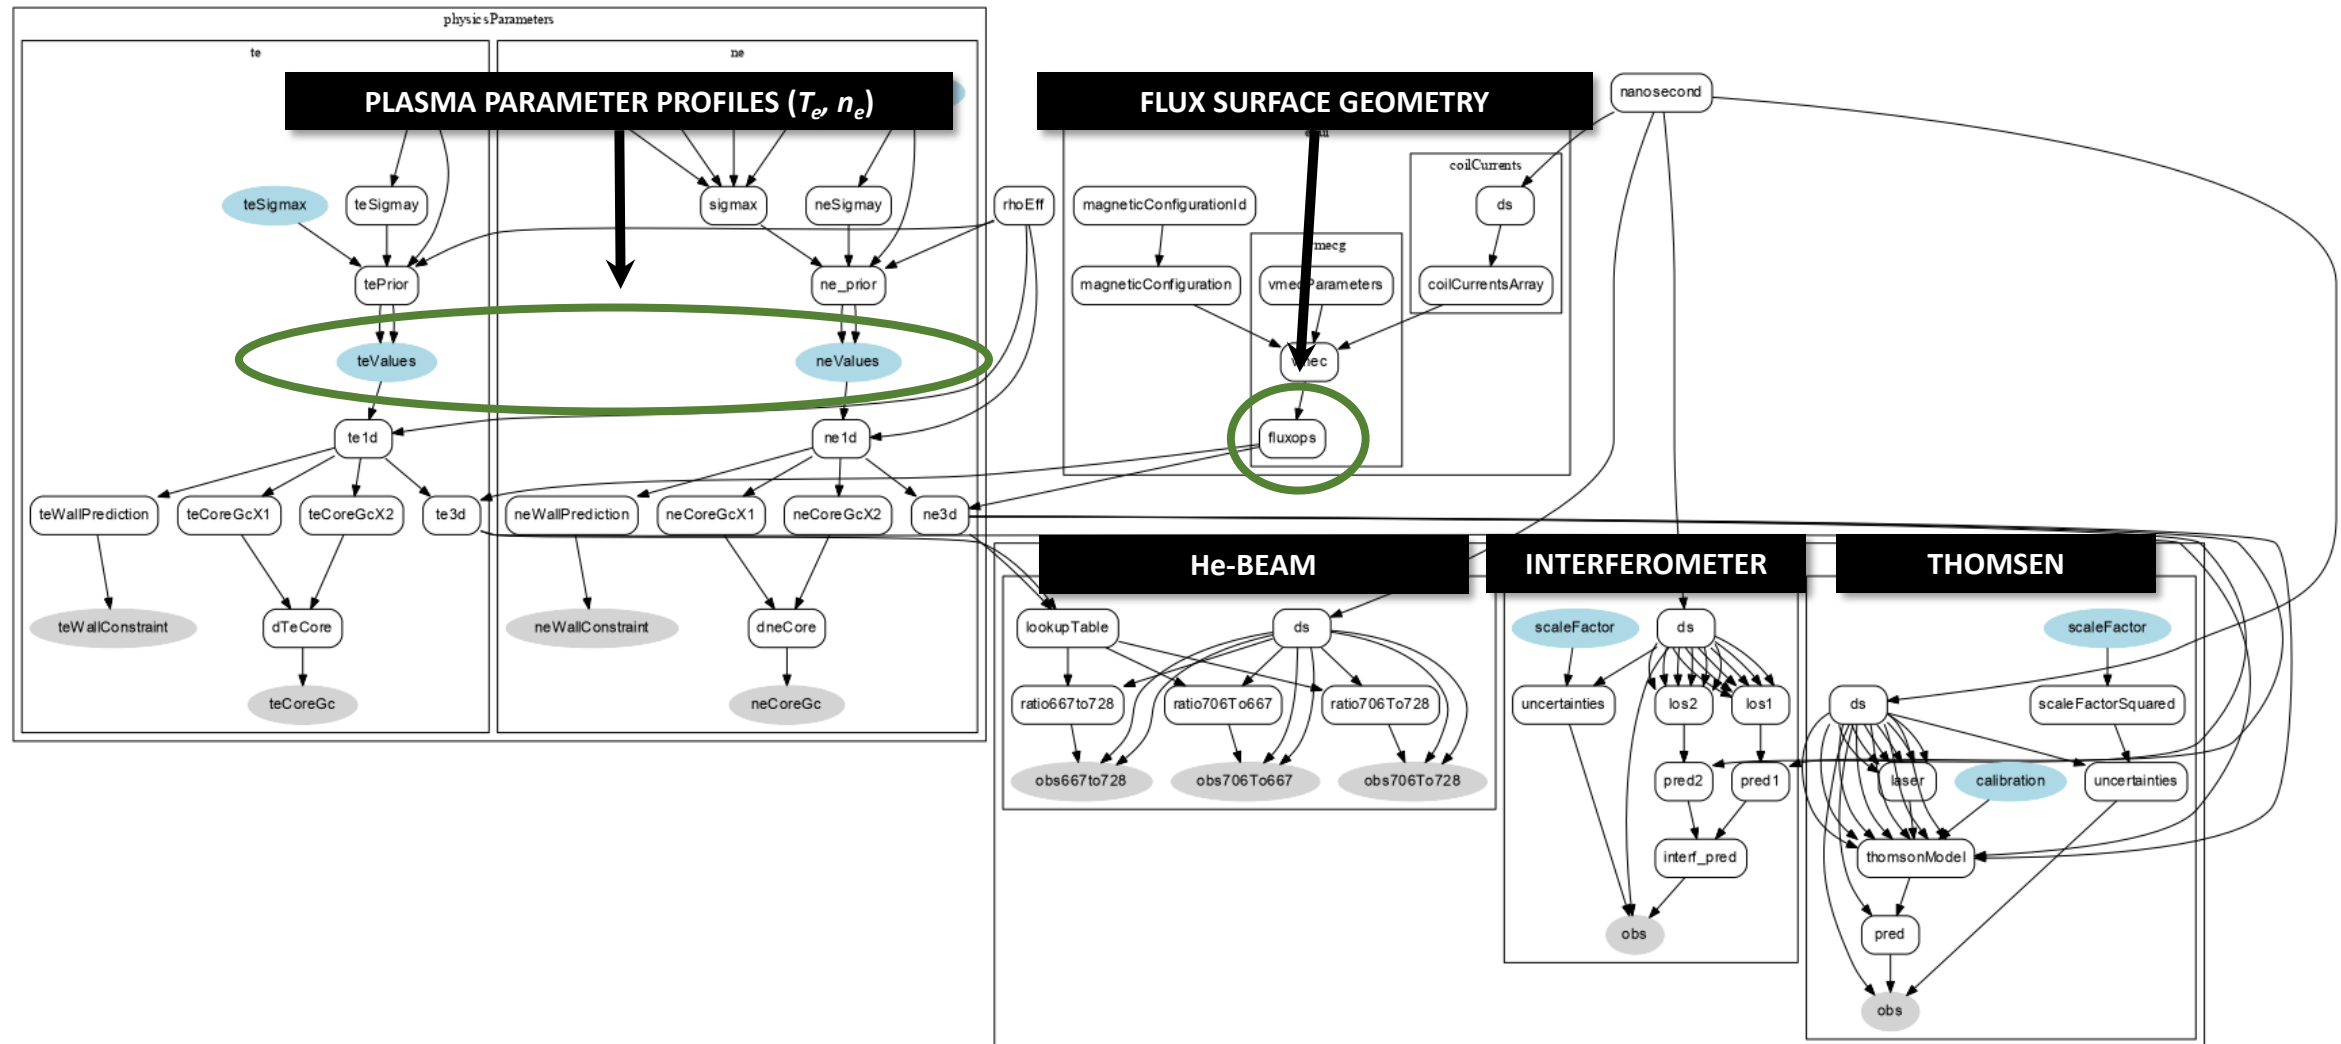 physicsParameters
te
ne
PLASMA PARAMETER PROFILES (Te, ne)
FLUX SURFACE GEOMETRY
nanosecond
coilCurrents
teSigmax
teSigmay
sigmax
neSigmay
rhoEff
magneticConfigurationId
ds
vmecg
tePrior
ne_prior
magneticConfiguration
vmecParameters
coilCurrentsArray
teValues
neValues
vmec
te1d
ne1d
fluxops
teWallPrediction
teCoreGcX1
teCoreGcX2
te3d
neWallPrediction
neCoreGcX1
neCoreGcX2
ne3d
He-BEAM
INTERFEROMETER
THOMSEN
teWallConstraint
dTeCore
neWallConstraint
dneCore
lookupTable
ds
scaleFactor
ds
scaleFactor
teCoreGc
neCoreGc
ratio667to728
ratio706To667
ratio706To728
uncertainties
los2
los1
ds
scaleFactorSquared
obs667to728
obs706To667
obs706To728
pred2
pred1
laser
calibration
uncertainties
interf_pred
thomsonModel
obs
pred
obs